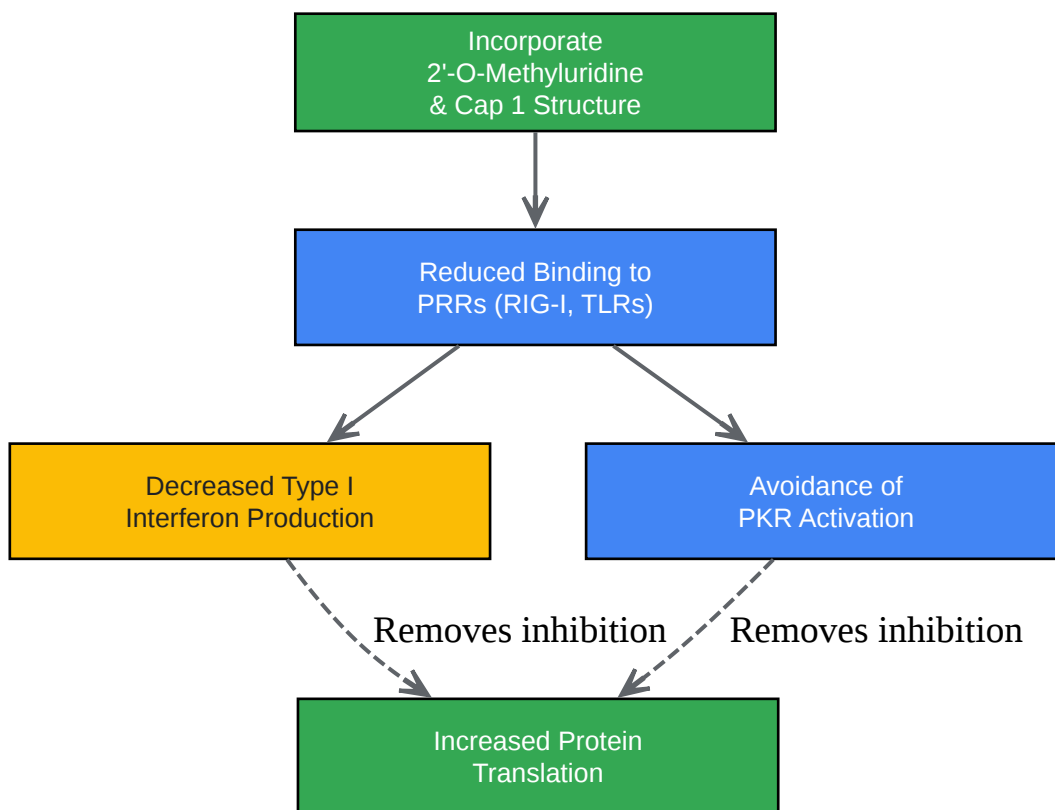 Incorporate
2'-O-Methyluridine
& Cap 1 Structure
Reduced Binding to
PRRs (RIG-I, TLRs)
Decreased Type I
Interferon Production
Avoidance of
PKR Activation
Removes inhibition
Removes inhibition
Increased Protein
Translation